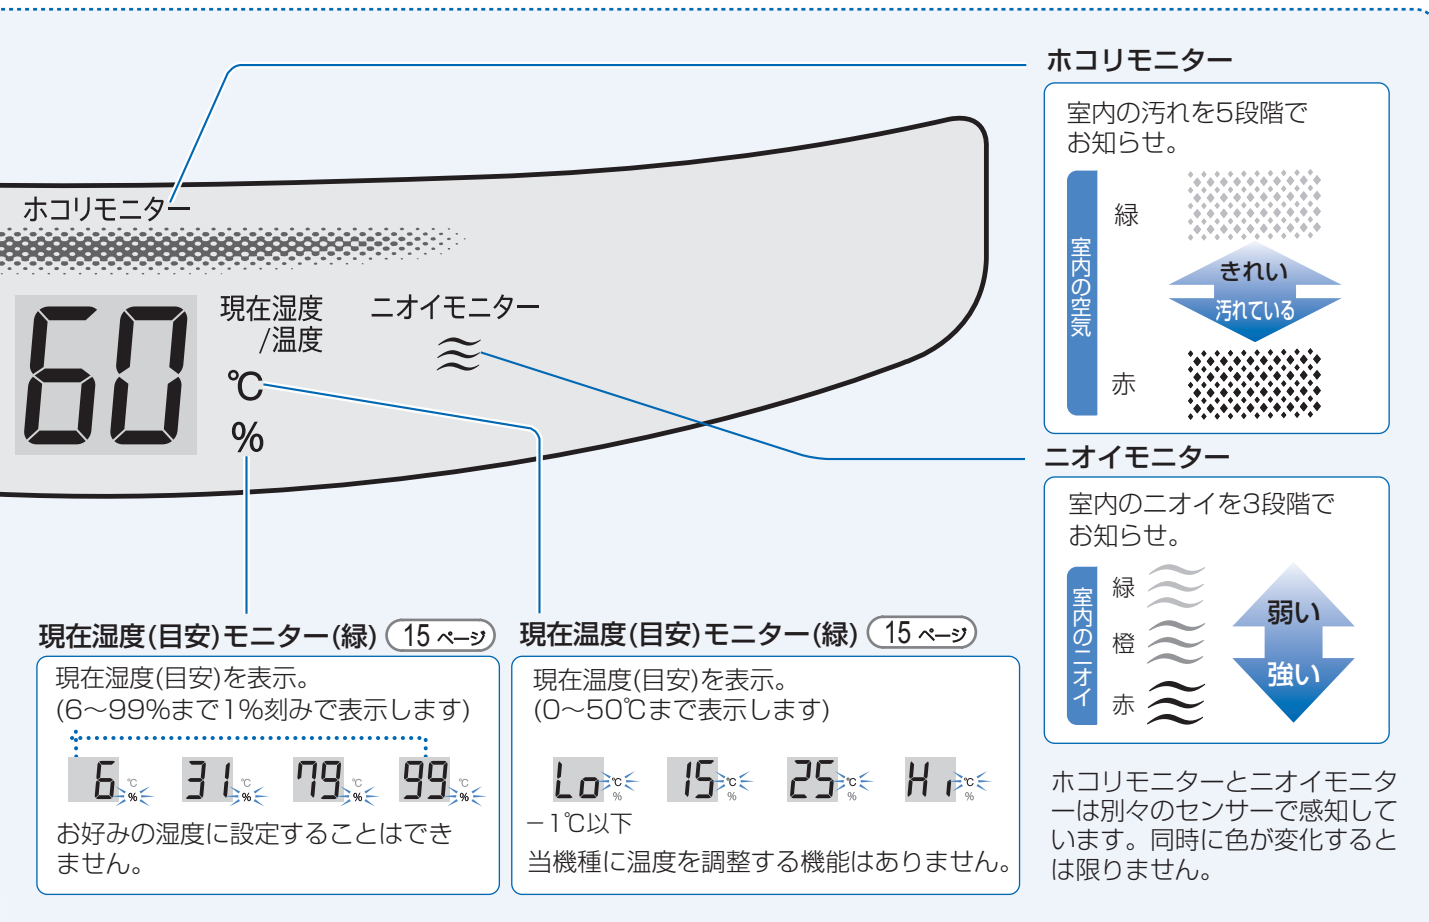 ホコリモニター
室内の汚れを5段階で
お知らせ。
室内の空気
緑
きれい
汚れている
赤
ホコリモニター
60
現在湿度
/温度
℃
%
ニオイモニター
ニオイモニター
室内のニオイを3段階で
お知らせ。
室内のニオイ
緑
橙
赤
弱い
強い
現在湿度(目安)モニター(緑) 15 ページ
現在湿度(目安)を表示。
(6〜99%まで1%刻みで表示します)
6 ℃ %
31 ℃ %
79 ℃ %
99 ℃ %
お好みの湿度に設定することはでき
ません。
現在温度(目安)モニター(緑) 15 ページ
現在温度(目安)を表示。
(0〜50℃まで表示します)
Lo ℃ %
15 ℃ %
25 ℃ %
Hi ℃ %
−1℃以下
当機種に温度を調整する機能はありません。
ホコリモニターとニオイモニタ
ーは別々のセンサーで感知して
います。同時に色が変化すると
は限りません。